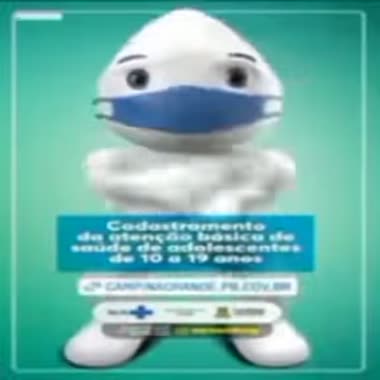 Cadastramento
da atenção básica de
saúde de adolescentes
de 10 a 19 anos
CAMPINAGRANDE.PB.GOV.BR